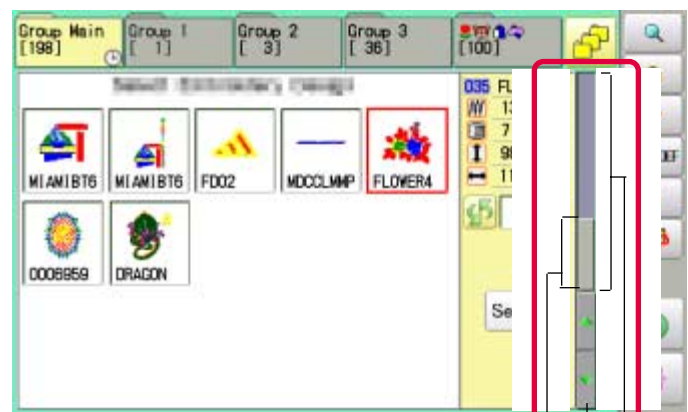 Group Main
[198]
Group 1
[ 1]
Group 2
[ 3]
Group 3
[ 36]
[100]
035 FL
13
7
98
11
MIAMIBT6
MIAMIBT6
FD02
MDCCLMMP
FLOWER4
0006959
DRAGON
Se